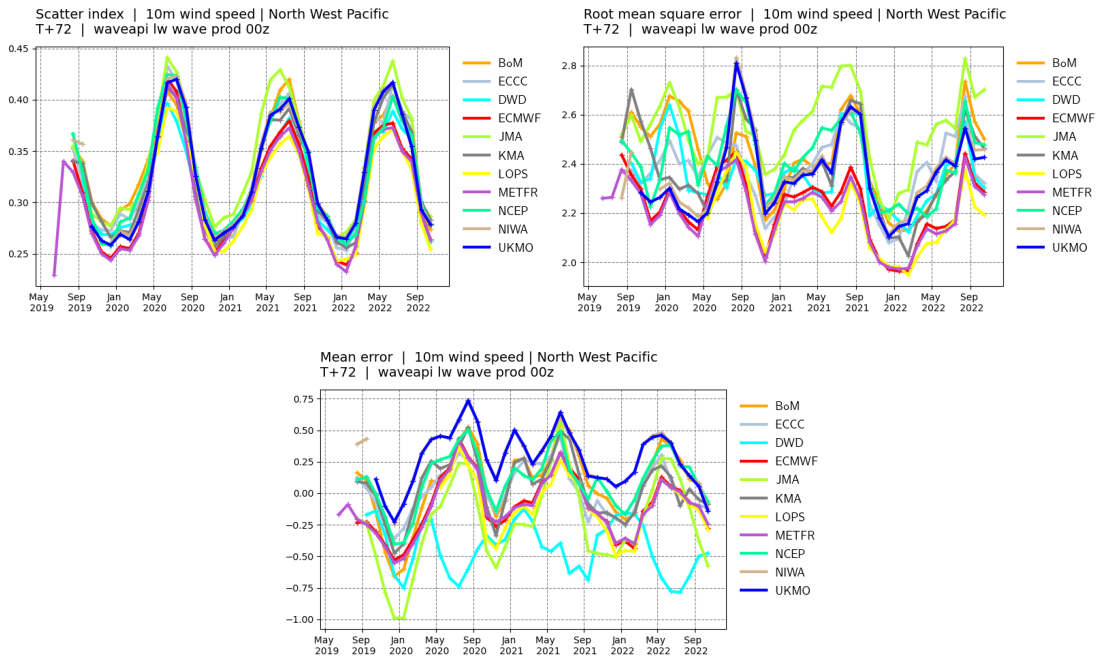 Scatter index | 10m wind speed | North West Pacific
T+72 | waveapi lw wave prod 00z
0.45
0.40
0.35
0.30
0.25
May 2019
Sep 2019
Jan 2020
May 2020
Sep 2020
Jan 2021
May 2021
Sep 2021
Jan 2022
May 2022
Sep 2022
BoM
ECCC
DWD
ECMWF
JMA
KMA
LOPS
METFR
NCEP
NIWA
UKMO
Root mean square error | 10m wind speed | North West Pacific
T+72 | waveapi lw wave prod 00z
2.8
2.6
2.4
2.2
2.0
May 2019
Sep 2019
Jan 2020
May 2020
Sep 2020
Jan 2021
May 2021
Sep 2021
Jan 2022
May 2022
Sep 2022
BoM
ECCC
DWD
ECMWF
JMA
KMA
LOPS
METFR
NCEP
NIWA
UKMO
Mean error | 10m wind speed | North West Pacific
T+72 | waveapi lw wave prod 00z
0.75
0.50
0.25
0.00
−0.25
−0.50
−0.75
−1.00
May 2019
Sep 2019
Jan 2020
May 2020
Sep 2020
Jan 2021
May 2021
Sep 2021
Jan 2022
May 2022
Sep 2022
BoM
ECCC
DWD
ECMWF
JMA
KMA
LOPS
METFR
NCEP
NIWA
UKMO